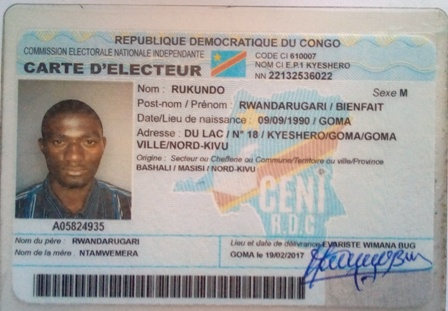 REPUBLIQUE DEMOCRATIQUE DU CONGO
COMMISSION ELECTORALE NATIONALE INDEPENDANTE
CODE CI 610007
NOM CI E.P.1 KYESHERO
CARTE D'ELECTEUR
NN 22132536022
Nom : RUKUNDO
Sexe M
Post-nom / Prénom : RWANDARUGARI / BIENFAIT
Date/Lieu de naissance : 09/09/1990 / GOMA
Adresse : DU LAC / N° 18 / KYESHERO/GOMA/GOMA
VILLE/NORD-KIVU
Origine : Secteur ou Chefferie ou Commune/Territoire ou ville/Province
BASHALI / MASISI / NORD-KIVU
CENI
R.D.C
A05824935
Nom du père : RWANDARUGARI
Nom de la mère : NTAMWEMERA
Lieu et date de délivrance EVARISTE WIMANA BUG
GOMA le 19/02/2017